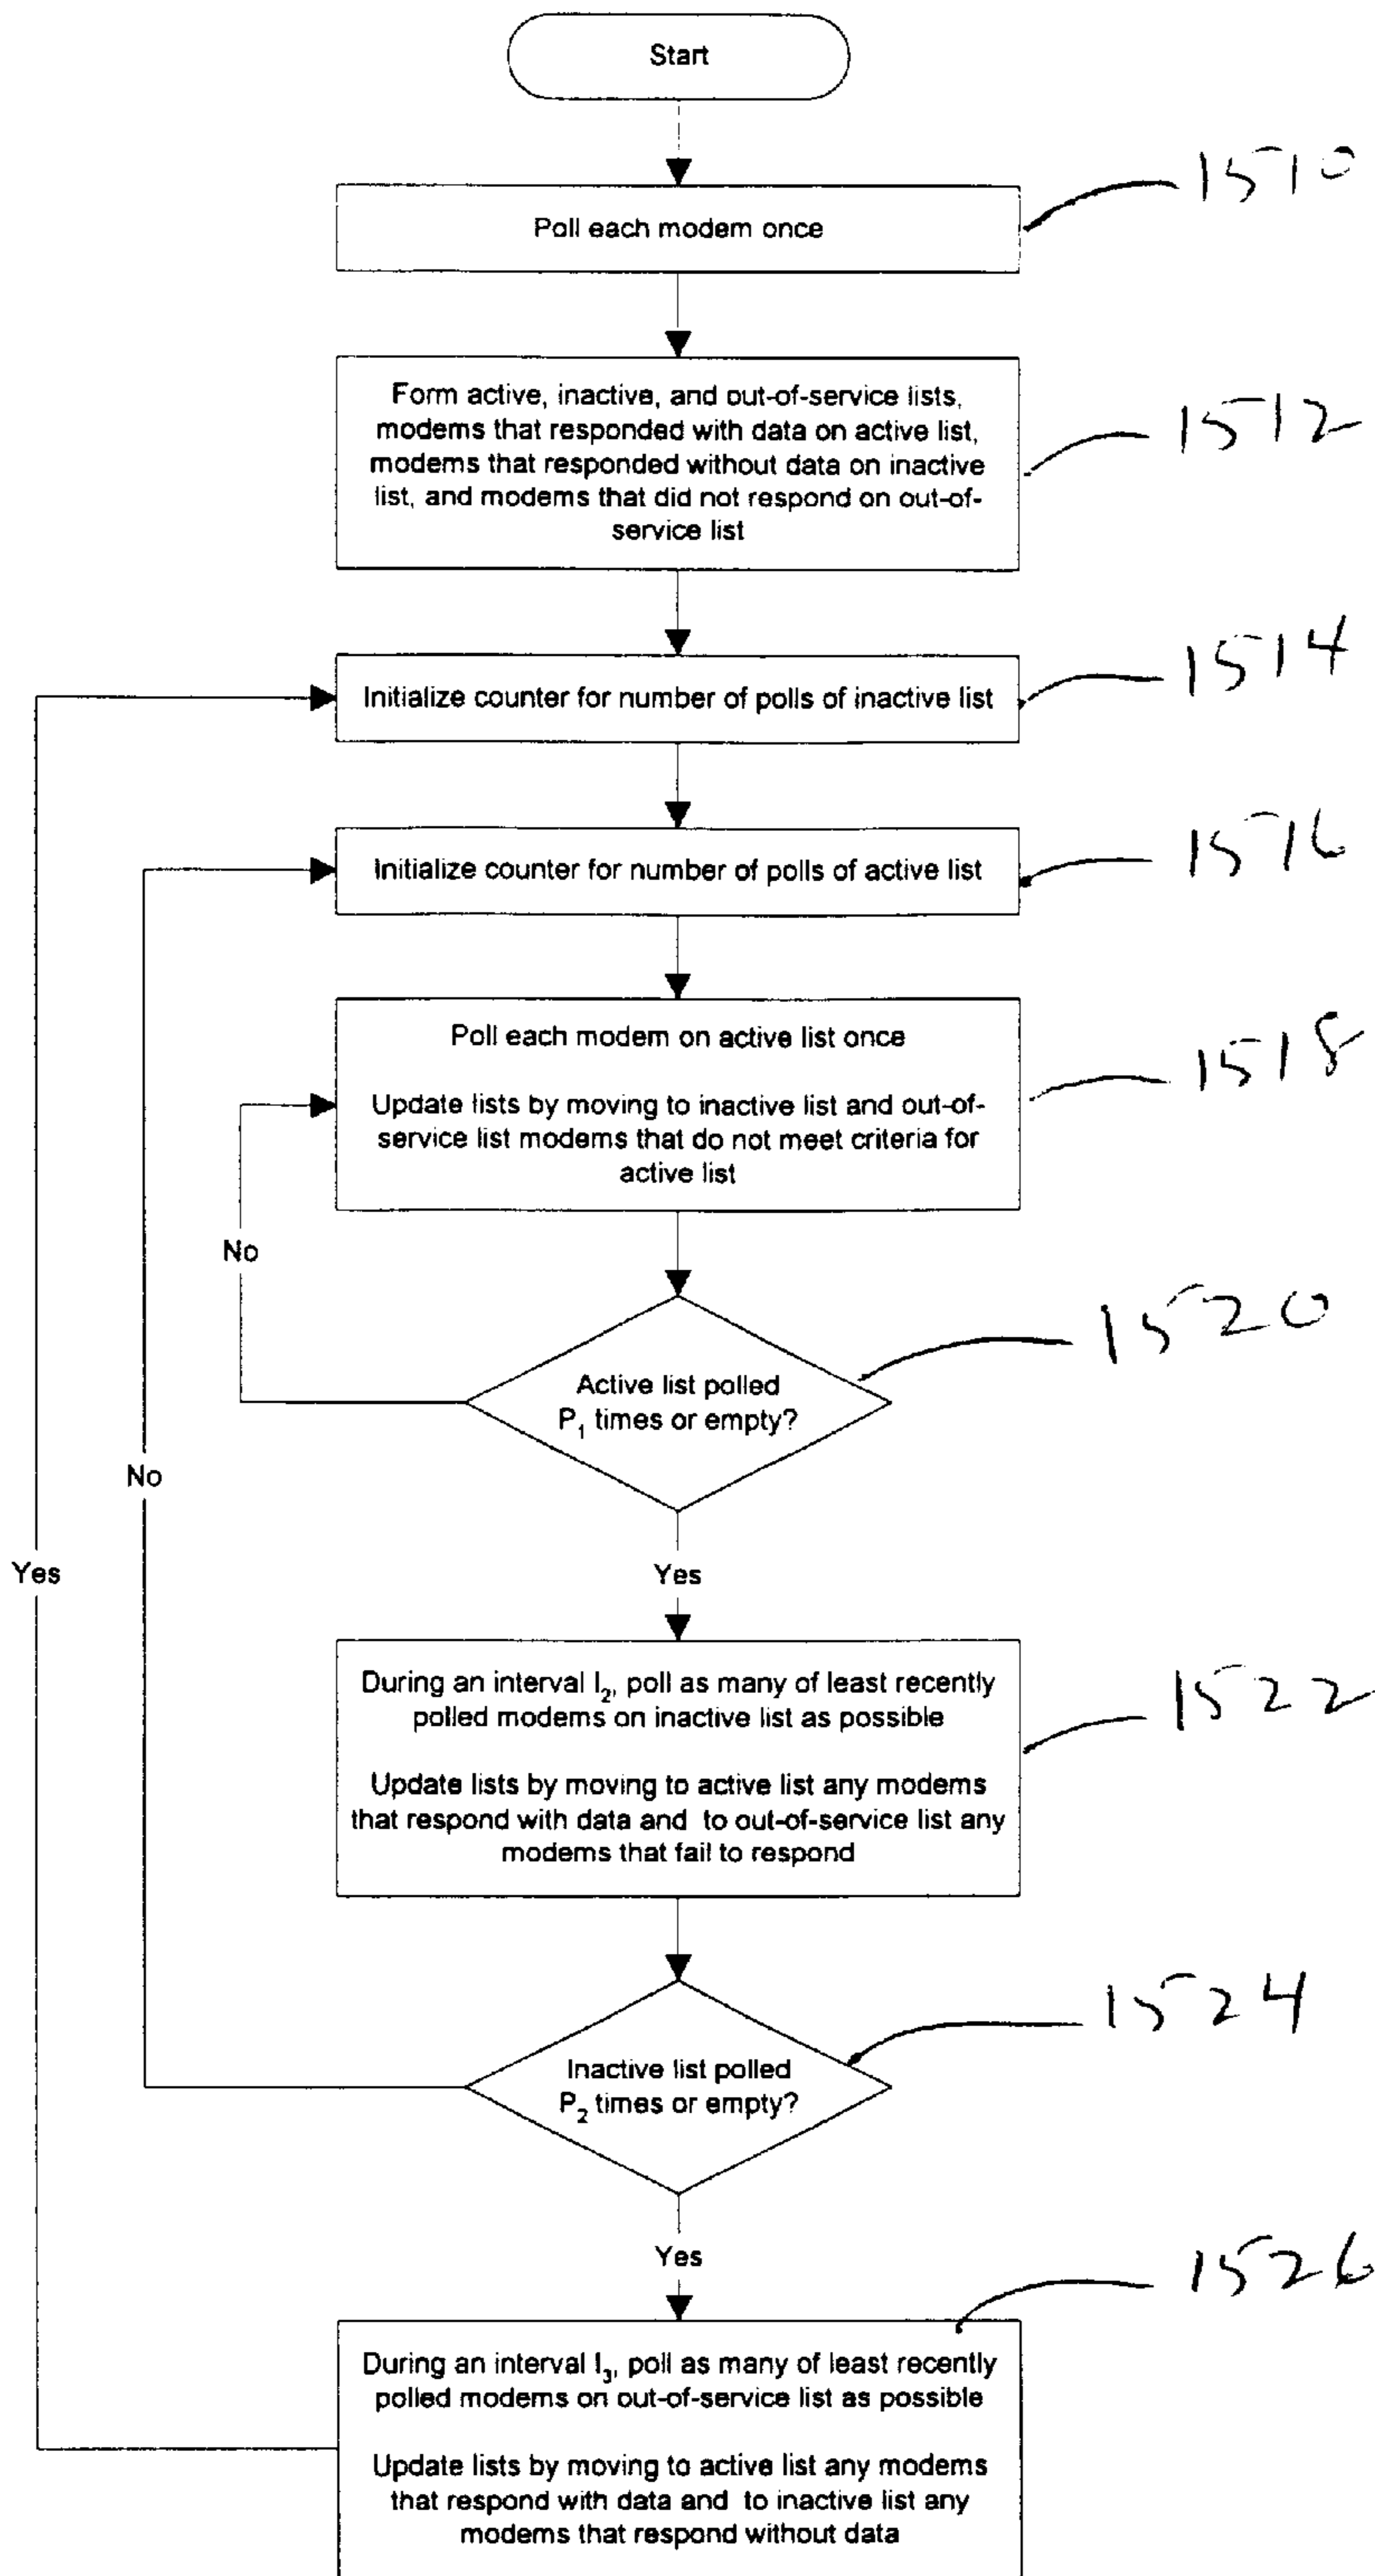 Start
Poll each modem once
1510
Form active, inactive, and out-of-service lists,
modems that responded with data on active list,
modems that responded without data on inactive
list, and modems that did not respond on out-of-
service list
1512
Initialize counter for number of polls of inactive list
1514
Initialize counter for number of polls of active list
1516
Poll each modem on active list once
Update lists by moving to inactive list and out-of-
service list modems that do not meet criteria for
active list
1518
No
Active list polled
P₁ times or empty?
1520
No
Yes
Yes
During an interval I₂, poll as many of least recently
polled modems on inactive list as possible
Update lists by moving to active list any modems
that respond with data and to out-of-service list any
modems that fail to respond
1522
Inactive list polled
P₂ times or empty?
1524
Yes
During an interval I₃, poll as many of least recently
polled modems on out-of-service list as possible
Update lists by moving to active list any modems
that respond with data and to inactive list any
modems that respond without data
1526